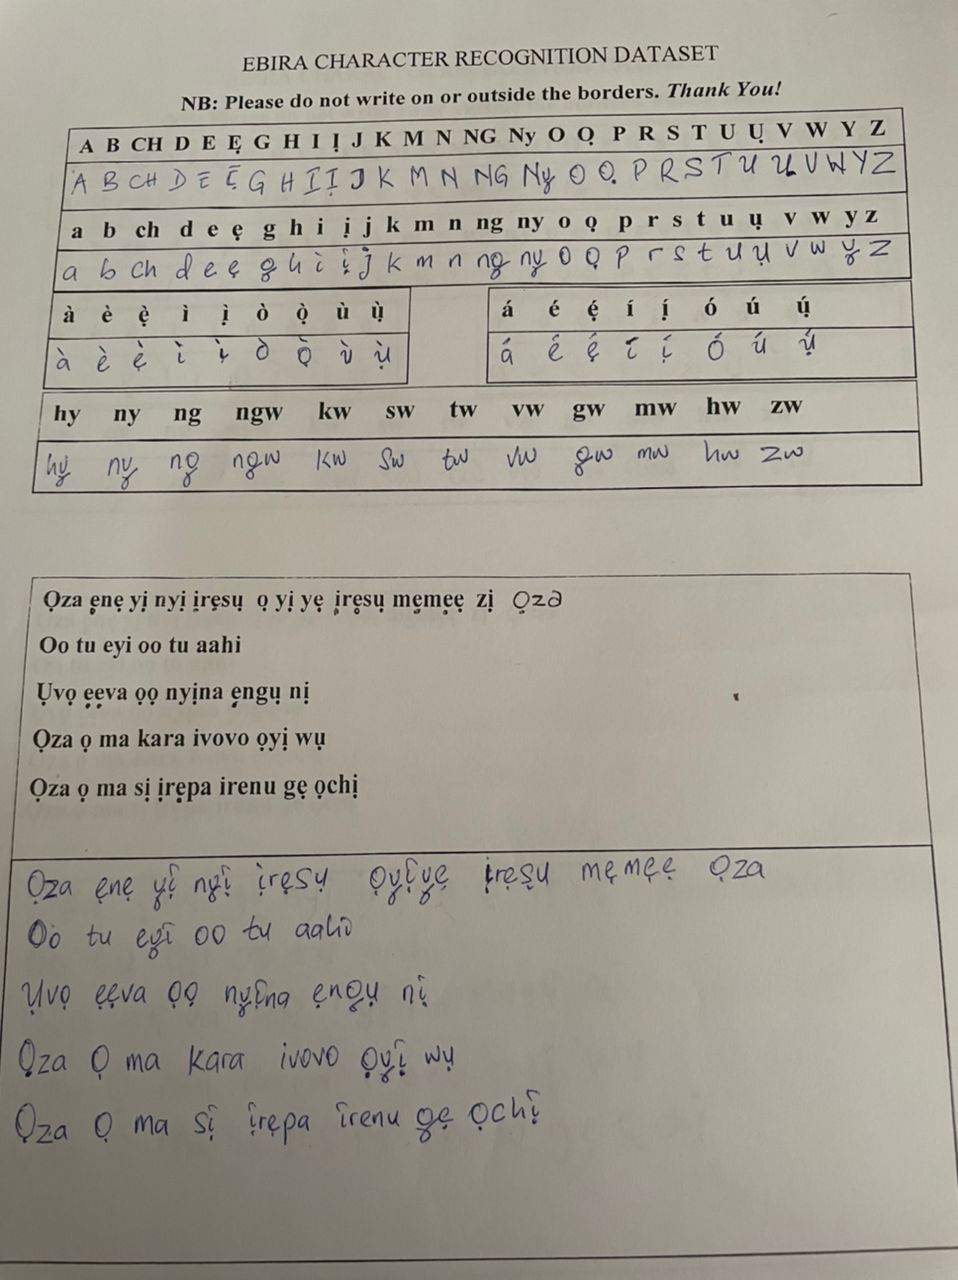 EBIRA CHARACTER RECOGNITION DATASET
NB: Please do not write on or outside the borders. Thank You!
A B CH D E Ẹ G H I Ị J K M N NG Ny O Ọ P R S T U Ụ V W Y Z
A B CH D E Ẹ G H I Ị J K M N NG Ny O Ọ P R S T U Ụ V W Y Z
a b ch d e ẹ g h i ị j k m n ng ny o ọ p r s t u ụ v w y z
a b ch d e ẹ g h i ị j k m n ng ny o ọ p r s t u ụ v w y z
à è ẹ̀ ì ị̀ ò ọ̀ ù ụ̀
á é ẹ́ í ị́ ó ú ụ́
à è ẹ̀ ì ị̀ ò ọ̀ ù ụ̀
á é ẹ́ í ị́ ó ú ụ́
hy ny ng ngw kw sw tw vw gw mw hw zw
hy ny ng ngw kw sw tw vw gw mw hw zw
Ọza ẹnẹ yị nyị ịrẹsụ ọ yị yẹ ịrẹsụ mẹmẹẹ zị Ọza
Oo tu eyi oo tu aahi
Ụvọ ẹẹva ọọ nyịna ẹngụ nị
Ọza ọ ma kara ivovo ọyị wụ
Ọza ọ ma sị ịrẹpa irenu gẹ ọchị
Ọza ẹnẹ yị nyị ịrẹsụ ọyịyẹ ịrẹsụ mẹmẹẹ Ọza
Oo tu eyi oo tu aahi
Ụvọ ẹẹva ọọ nyịna ẹngụ nị
Ọza Ọ ma kara ivovo ọyị wụ
Ọza Ọ ma sị ịrẹpa irenu gẹ ọchị